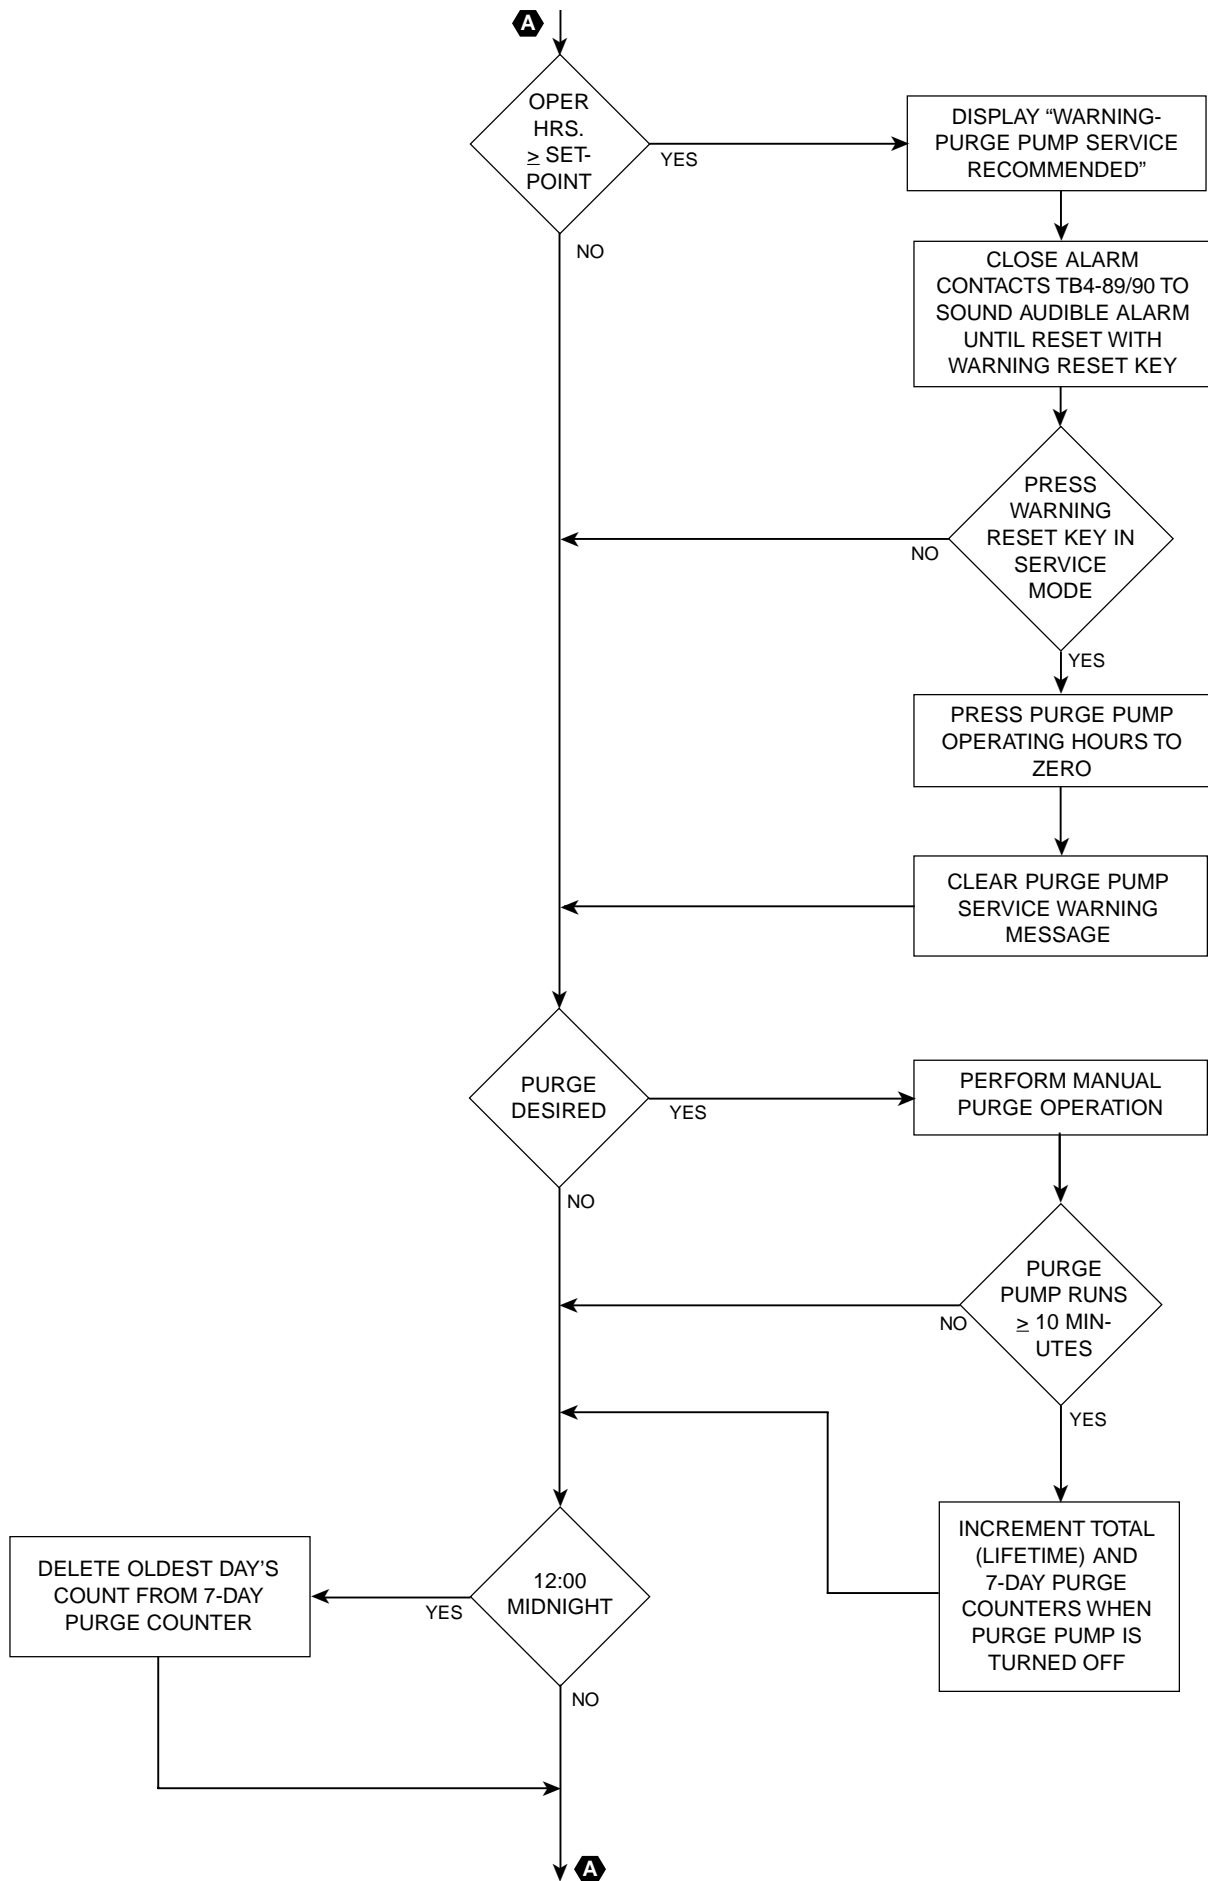 A
OPER
HRS.
≥ SET-
POINT
YES
NO
DISPLAY “WARNING-
PURGE PUMP SERVICE
RECOMMENDED”
CLOSE ALARM
CONTACTS TB4-89/90 TO
SOUND AUDIBLE ALARM
UNTIL RESET WITH
WARNING RESET KEY
PRESS
WARNING
RESET KEY IN
SERVICE
MODE
NO
YES
PRESS PURGE PUMP
OPERATING HOURS TO
ZERO
CLEAR PURGE PUMP
SERVICE WARNING
MESSAGE
PURGE
DESIRED
YES
NO
PERFORM MANUAL
PURGE OPERATION
PURGE
PUMP RUNS
≥ 10 MIN-
UTES
NO
YES
INCREMENT TOTAL
(LIFETIME) AND
7-DAY PURGE
COUNTERS WHEN
PURGE PUMP IS
TURNED OFF
12:00
MIDNIGHT
YES
NO
DELETE OLDEST DAY'S
COUNT FROM 7-DAY
PURGE COUNTER
A